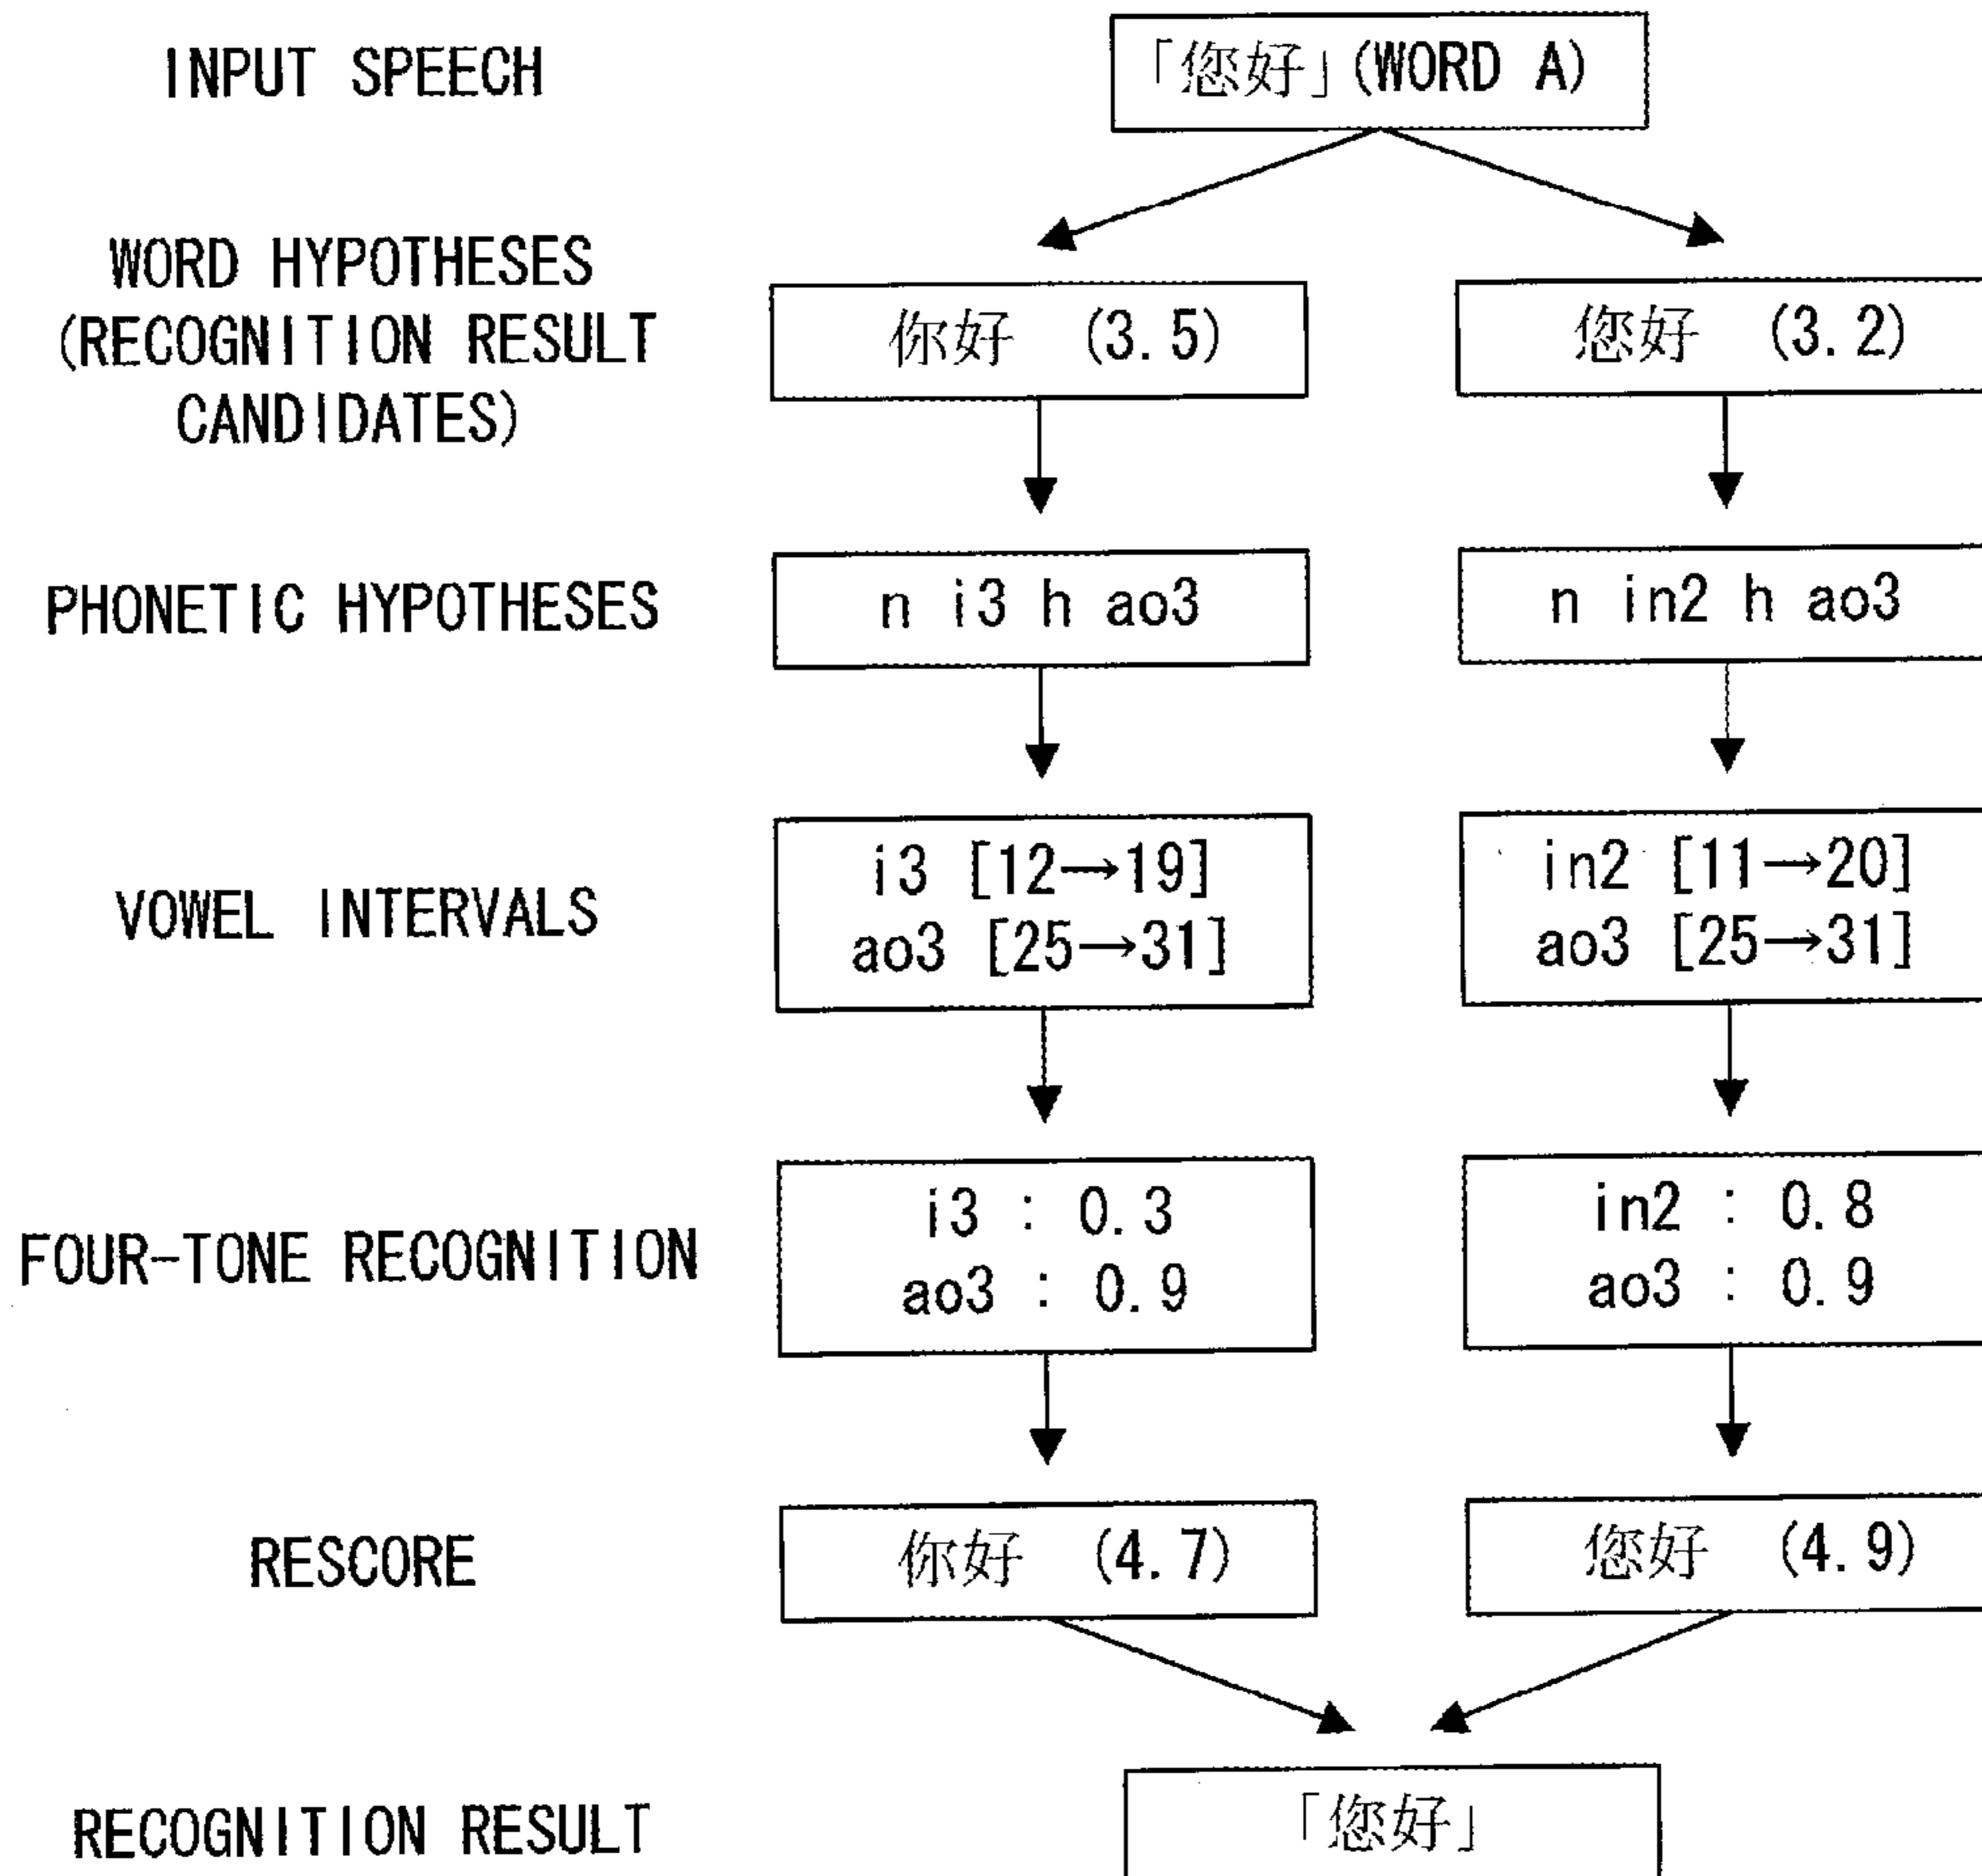 INPUT SPEECH
「您好」(WORD A)
WORD HYPOTHESES
(RECOGNITION RESULT
CANDIDATES)
你好 (3.5)
您好 (3.2)
PHONETIC HYPOTHESES
n i3 h ao3
n in2 h ao3
VOWEL INTERVALS
i3 [12→19]
ao3 [25→31]
in2 [11→20]
ao3 [25→31]
FOUR-TONE RECOGNITION
i3 : 0.3
ao3 : 0.9
in2 : 0.8
ao3 : 0.9
RESCORE
你好 (4.7)
您好 (4.9)
RECOGNITION RESULT
「您好」